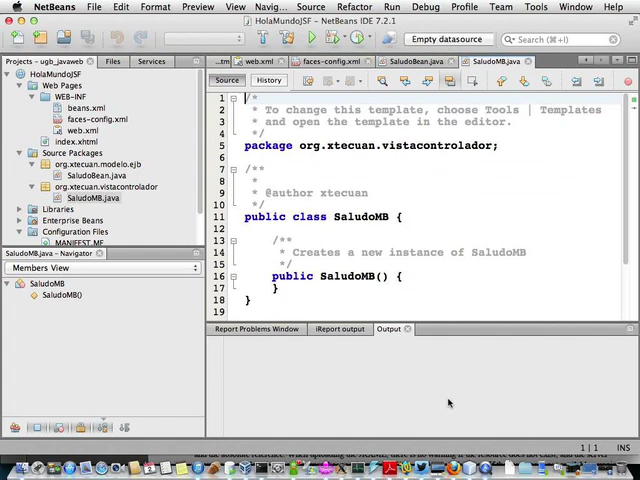 NetBeans File Edit View Navigate Source Refactor Run Debug Profile Team Tools Window Help
HolaMundoJSF - NetBeans IDE 7.2.1
Empty datasource
Search (⌘+I)
Projects - ugb_javaweb Files Services
...tm web.xml faces-config.xml SaludoBean.java SaludoMB.java
Source History
HolaMundoJSF
Web Pages
WEB-INF
beans.xml
faces-config.xml
web.xml
index.xhtml
Source Packages
org.xtecuan.modelo.ejb
SaludoBean.java
org.xtecuan.vistacontrolador
SaludoMB.java
Libraries
Enterprise Beans
Configuration Files
MANIFEST.MF
1 /*
2 * To change this template, choose Tools | Templates
3 * and open the template in the editor.
4 */
5 package org.xtecuan.vistacontrolador;
6
7 /**
8 *
9 * @author xtecuan
10 */
11 public class SaludoMB {
12
13 /**
14 * Creates a new instance of SaludoMB
15 */
16 public SaludoMB() {
17 }
18 }
19
SaludoMB.java - Navigator
Members View
SaludoMB
SaludoMB()
Report Problems Window iReport output Output
1 | 1 INS